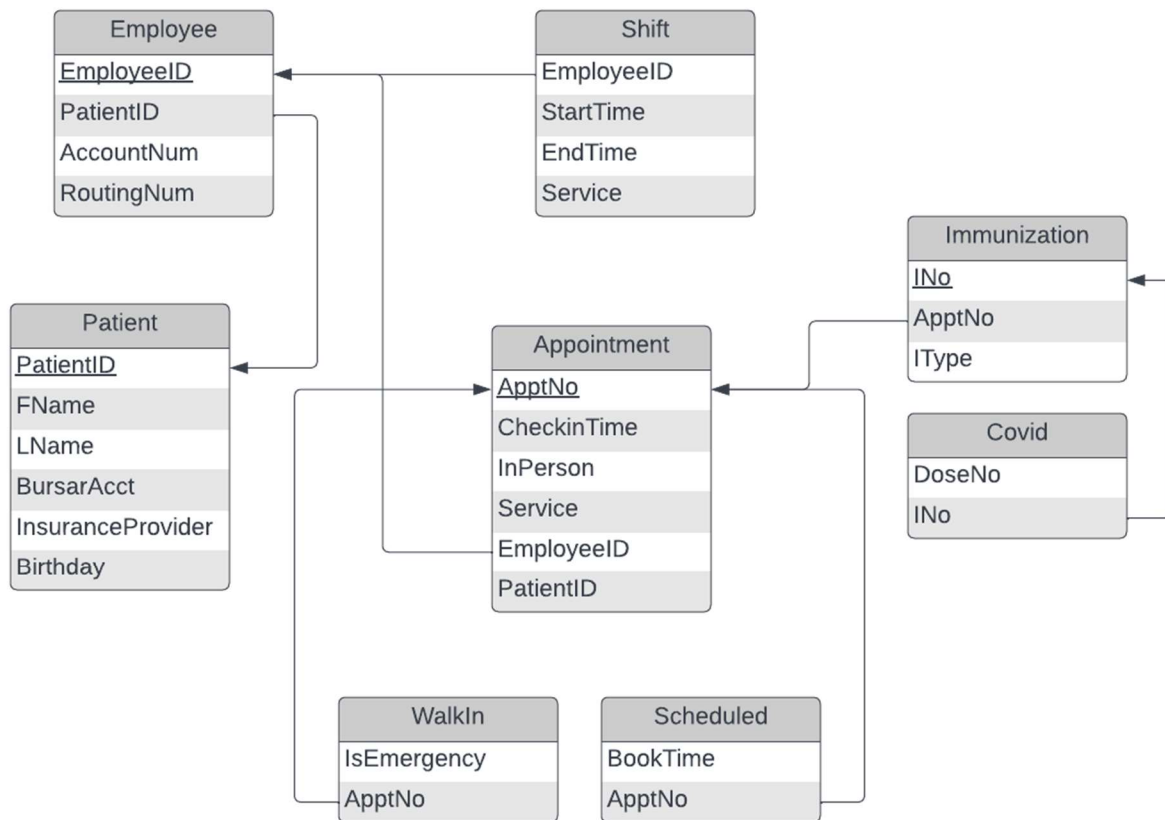 Employee
EmployeeID
PatientID
AccountNum
RoutingNum
Shift
EmployeeID
StartTime
EndTime
Service
Immunization
INo
ApptNo
IType
Patient
PatientID
FName
LName
BursarAcct
InsuranceProvider
Birthday
Appointment
ApptNo
CheckinTime
InPerson
Service
EmployeeID
PatientID
Covid
DoseNo
INo
WalkIn
IsEmergency
ApptNo
Scheduled
BookTime
ApptNo